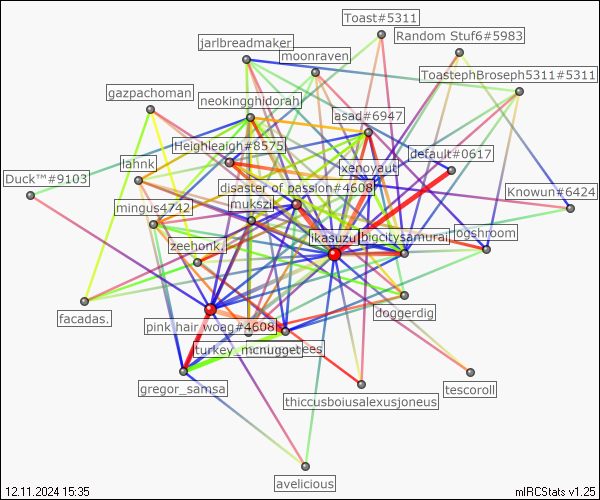 Toast#5311
Random Stuf6#5983
jarlbreadmaker
moonraven
ToastephBroseph5311#5311
gazpachoman
neokingghidorah
asad#6947
Heighleaigh#8575
default#0617
lahnk
xenoyaut
Duck™#9103
disaster of passion#4608
Knowun#6424
mingus4742
mukszi
ikasuzu
bigcitysamurai
rogshroom
zeehonk.
facadas.
doggerdig
pink hair woag#4608
turkey_mcnugget
gregor_samsa
tescoroll
thiccusboiusalexusjoneus
avelicious
12.11.2024 15:35
mIRCStats v1.25